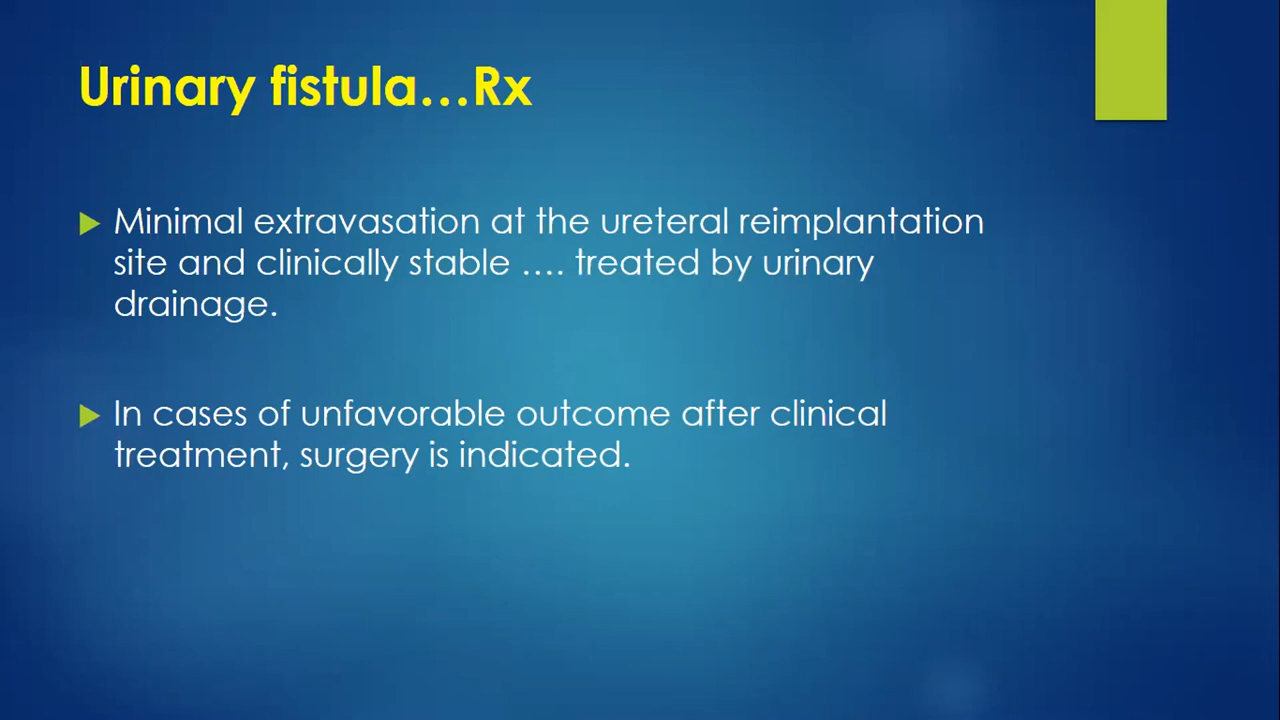 Urinary fistula...Rx
Minimal extravasation at the ureteral reimplantation
site and clinically stable .... treated by urinary
drainage.
In cases of unfavorable outcome after clinical
treatment, surgery is indicated.